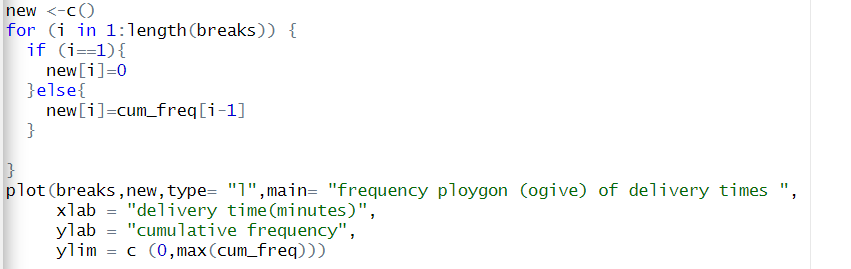 new <-c()
for (i in 1:length(breaks)) {
  if (i==1){
    new[i]=0
  }else{
    new[i]=cum_freq[i-1]
  }
}
plot(breaks,new,type= "l",main= "frequency ploygon (ogive) of delivery times ",
     xlab = "delivery time(minutes)",
     ylab = "cumulative frequency",
     ylim = c (0,max(cum_freq)))